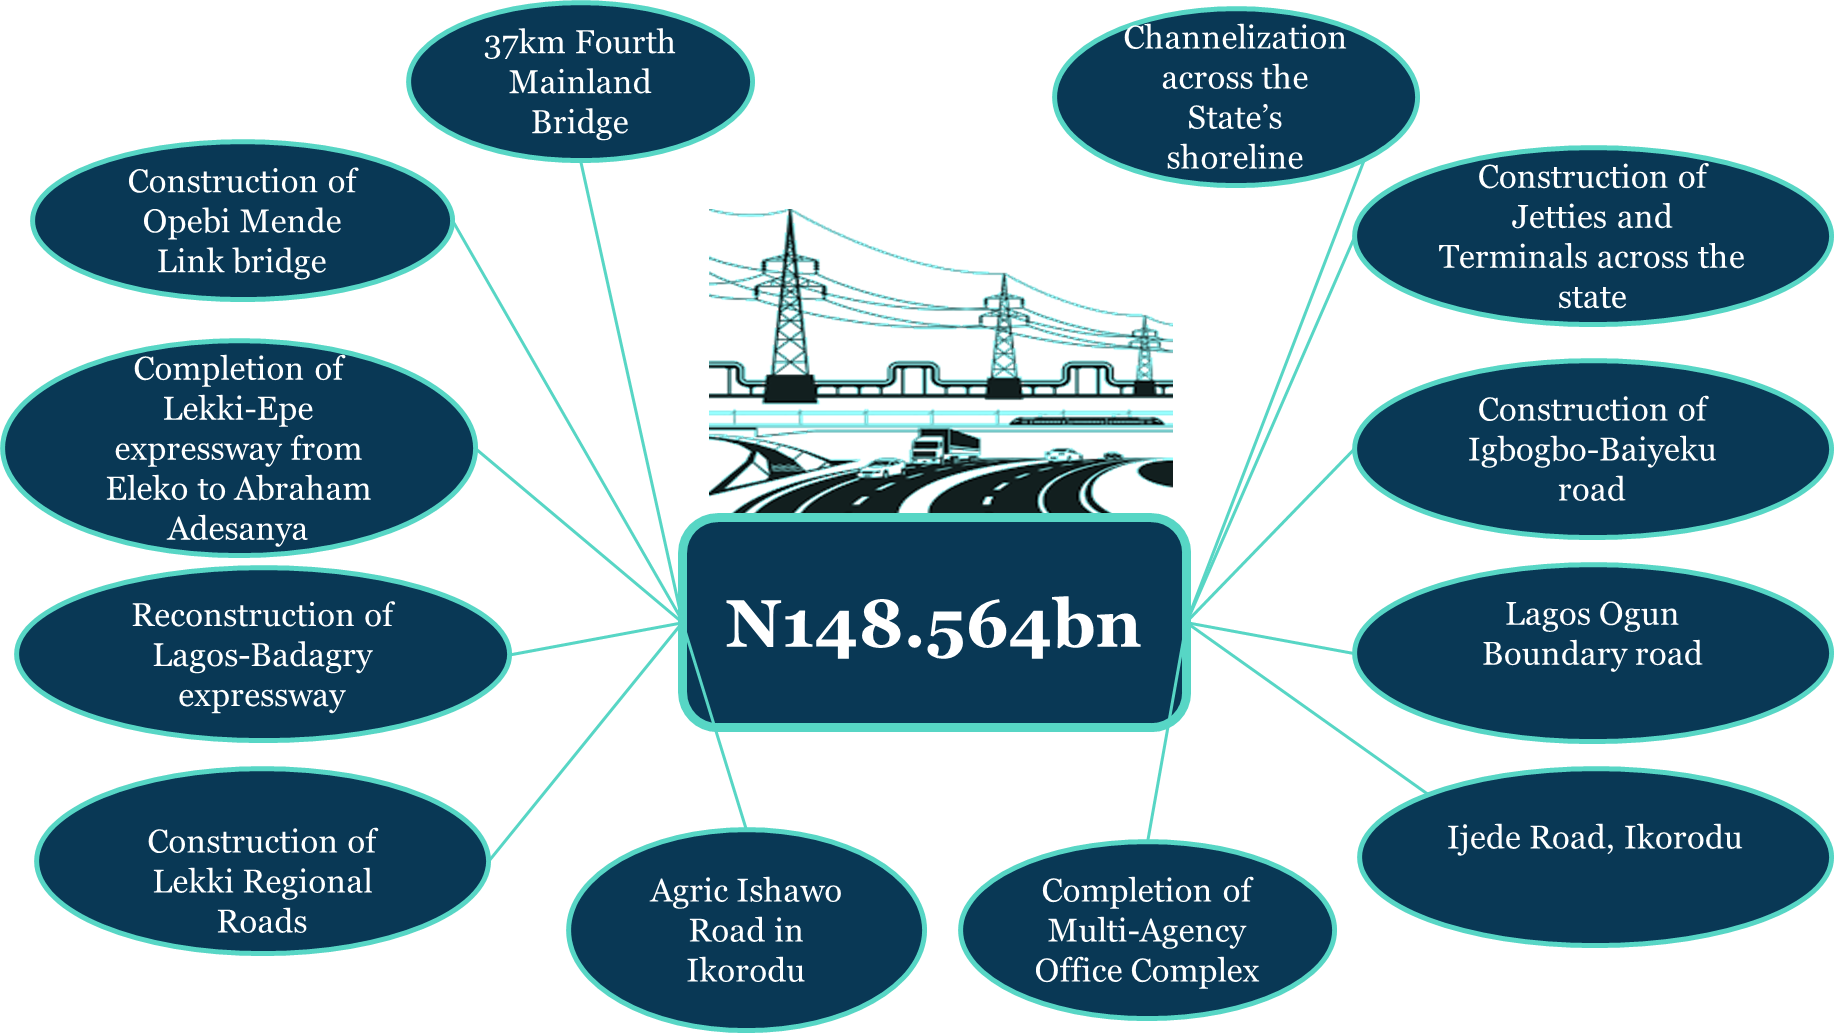 37km Fourth
Mainland
Bridge
Channelization
across the
State’s
shoreline
Construction of
Opebi Mende
Link bridge
Construction of
Jetties and
Terminals across the
state
Completion of
Lekki-Epe
expressway from
Eleko to Abraham
Adesanya
Construction of
Igbogbo-Baiyeku
road
N148.564bn
Reconstruction of
Lagos-Badagry
expressway
Lagos Ogun
Boundary road
Construction of
Lekki Regional
Roads
Agric Ishawo
Road in
Ikorodu
Completion of
Multi-Agency
Office Complex
Ijede Road, Ikorodu